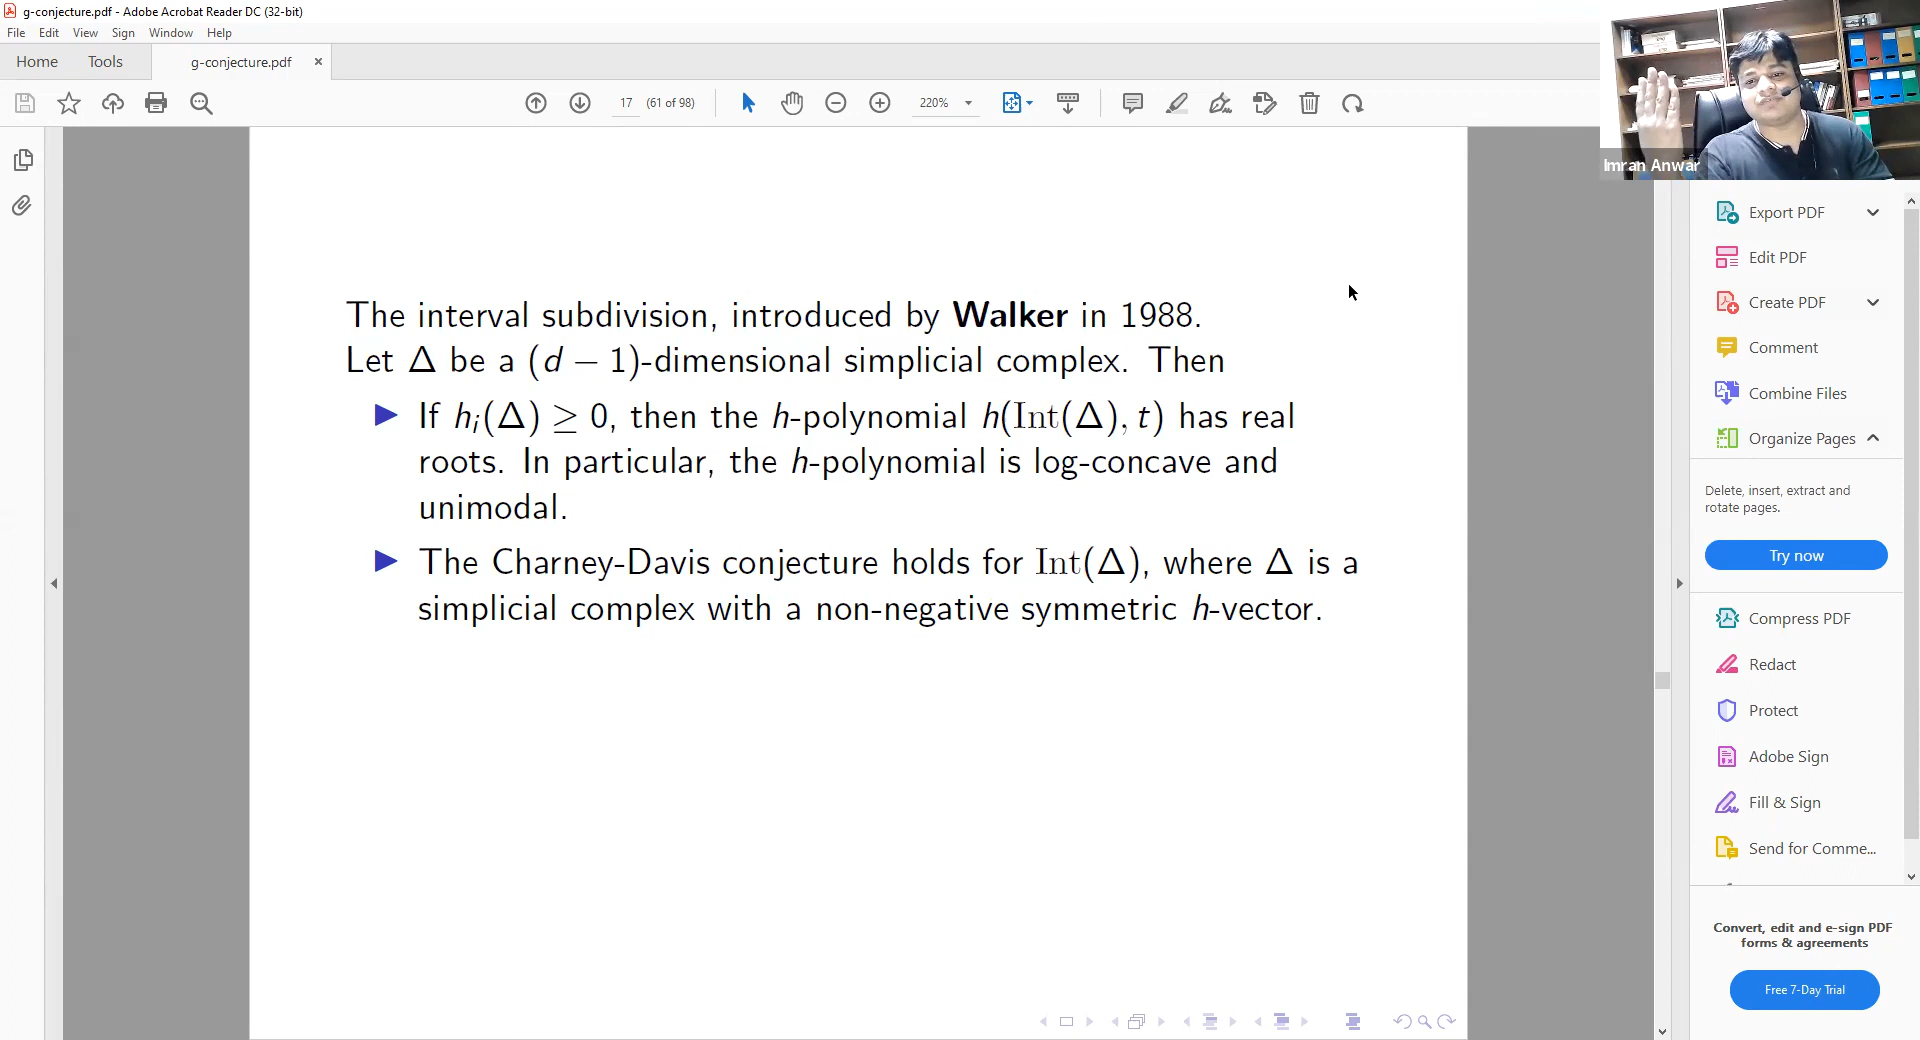 g-conjecture.pdf - Adobe Acrobat Reader DC (32-bit)
File Edit View Sign Window Help
Home Tools g-conjecture.pdf ×
17 (61 of 98) 220%
Imran Anwar
The interval subdivision, introduced by Walker in 1988.
Let Δ be a (d − 1)-dimensional simplicial complex. Then
▶ If hᵢ(Δ) ≥ 0, then the h-polynomial h(Int(Δ), t) has real
roots. In particular, the h-polynomial is log-concave and
unimodal.
▶ The Charney-Davis conjecture holds for Int(Δ), where Δ is a
simplicial complex with a non-negative symmetric h-vector.
Export PDF
Edit PDF
Create PDF
Comment
Combine Files
Organize Pages
Delete, insert, extract and
rotate pages.
Try now
Compress PDF
Redact
Protect
Adobe Sign
Fill & Sign
Send for Comme...
Convert, edit and e-sign PDF
forms & agreements
Free 7-Day Trial